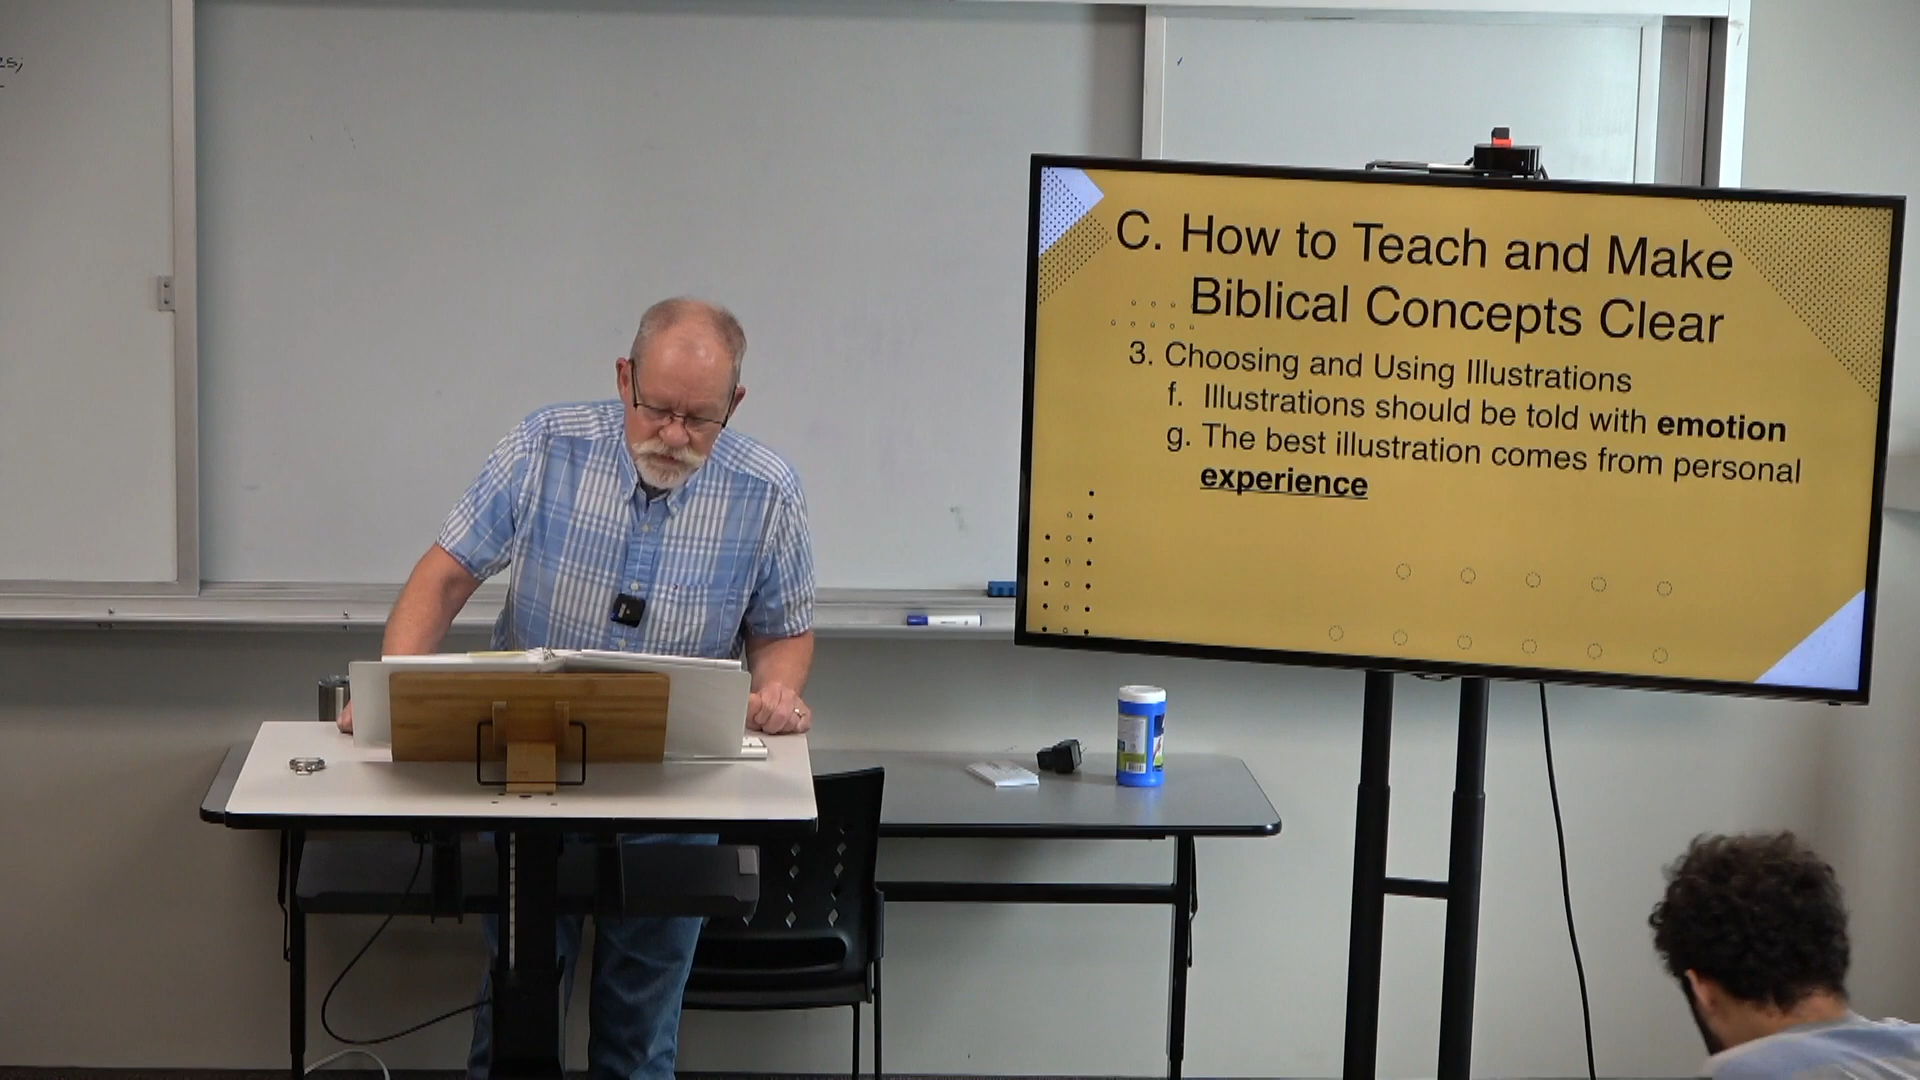 C. How to Teach and Make
Biblical Concepts Clear
3. Choosing and Using Illustrations
f. Illustrations should be told with emotion
g. The best illustration comes from personal
experience